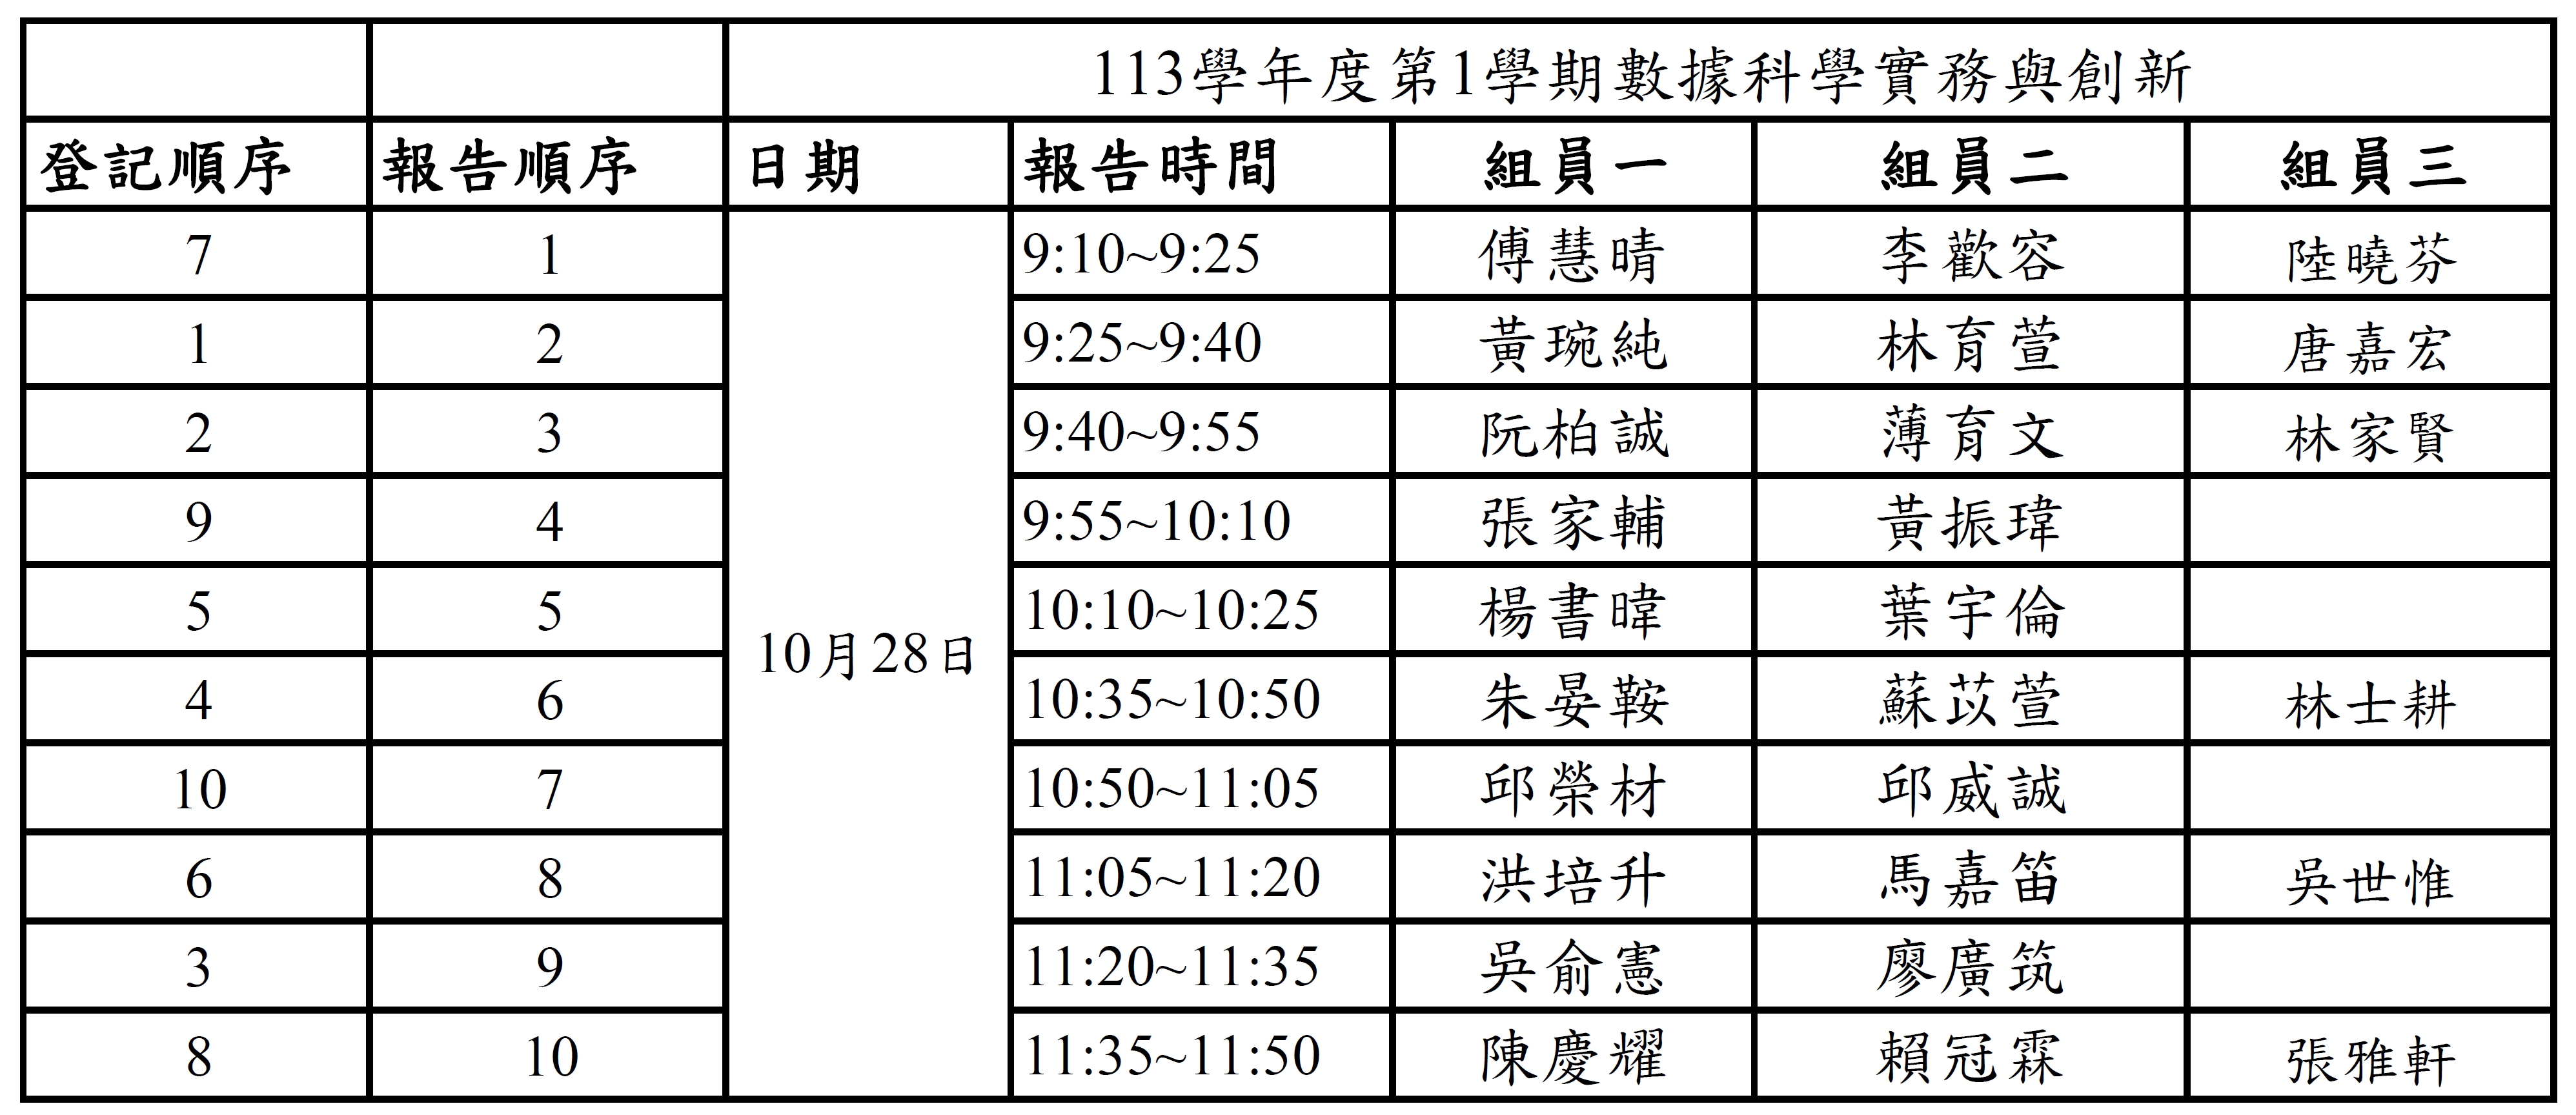 113學年度第1學期數據科學實務與創新
登記順序 報告順序 日期 報告時間 組員一 組員二 組員三
7 1 9:10~9:25 傅慧晴 李歡容 陸曉芬
1 2 9:25~9:40 黃琬純 林育萱 唐嘉宏
2 3 9:40~9:55 阮柏誠 薄育文 林家賢
9 4 9:55~10:10 張家輔 黃振瑋
5 5 10:10~10:25 楊書暐 葉宇倫
10月28日
4 6 10:35~10:50 朱晏鞍 蘇苡萱 林士耕
10 7 10:50~11:05 邱榮材 邱威誠
6 8 11:05~11:20 洪培升 馬嘉笛 吳世惟
3 9 11:20~11:35 吳俞憲 廖廣筑
8 10 11:35~11:50 陳慶耀 賴冠霖 張雅軒